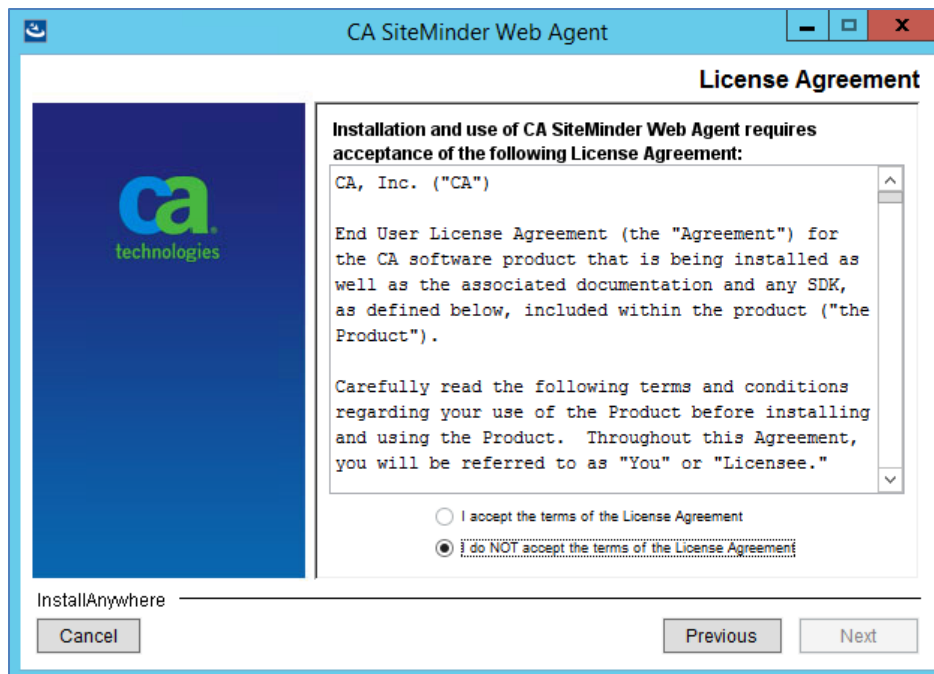 CA SiteMinder Web Agent
License Agreement
ca
technologies
Installation and use of CA SiteMinder Web Agent requires
acceptance of the following License Agreement:
CA, Inc. ("CA")
End User License Agreement (the "Agreement") for
the CA software product that is being installed as
well as the associated documentation and any SDK,
as defined below, included within the product ("the
Product").
Carefully read the following terms and conditions
regarding your use of the Product before installing
and using the Product.  Throughout this Agreement,
you will be referred to as "You" or "Licensee."
I accept the terms of the License Agreement
I do NOT accept the terms of the License Agreement
InstallAnywhere
Cancel
Previous
Next